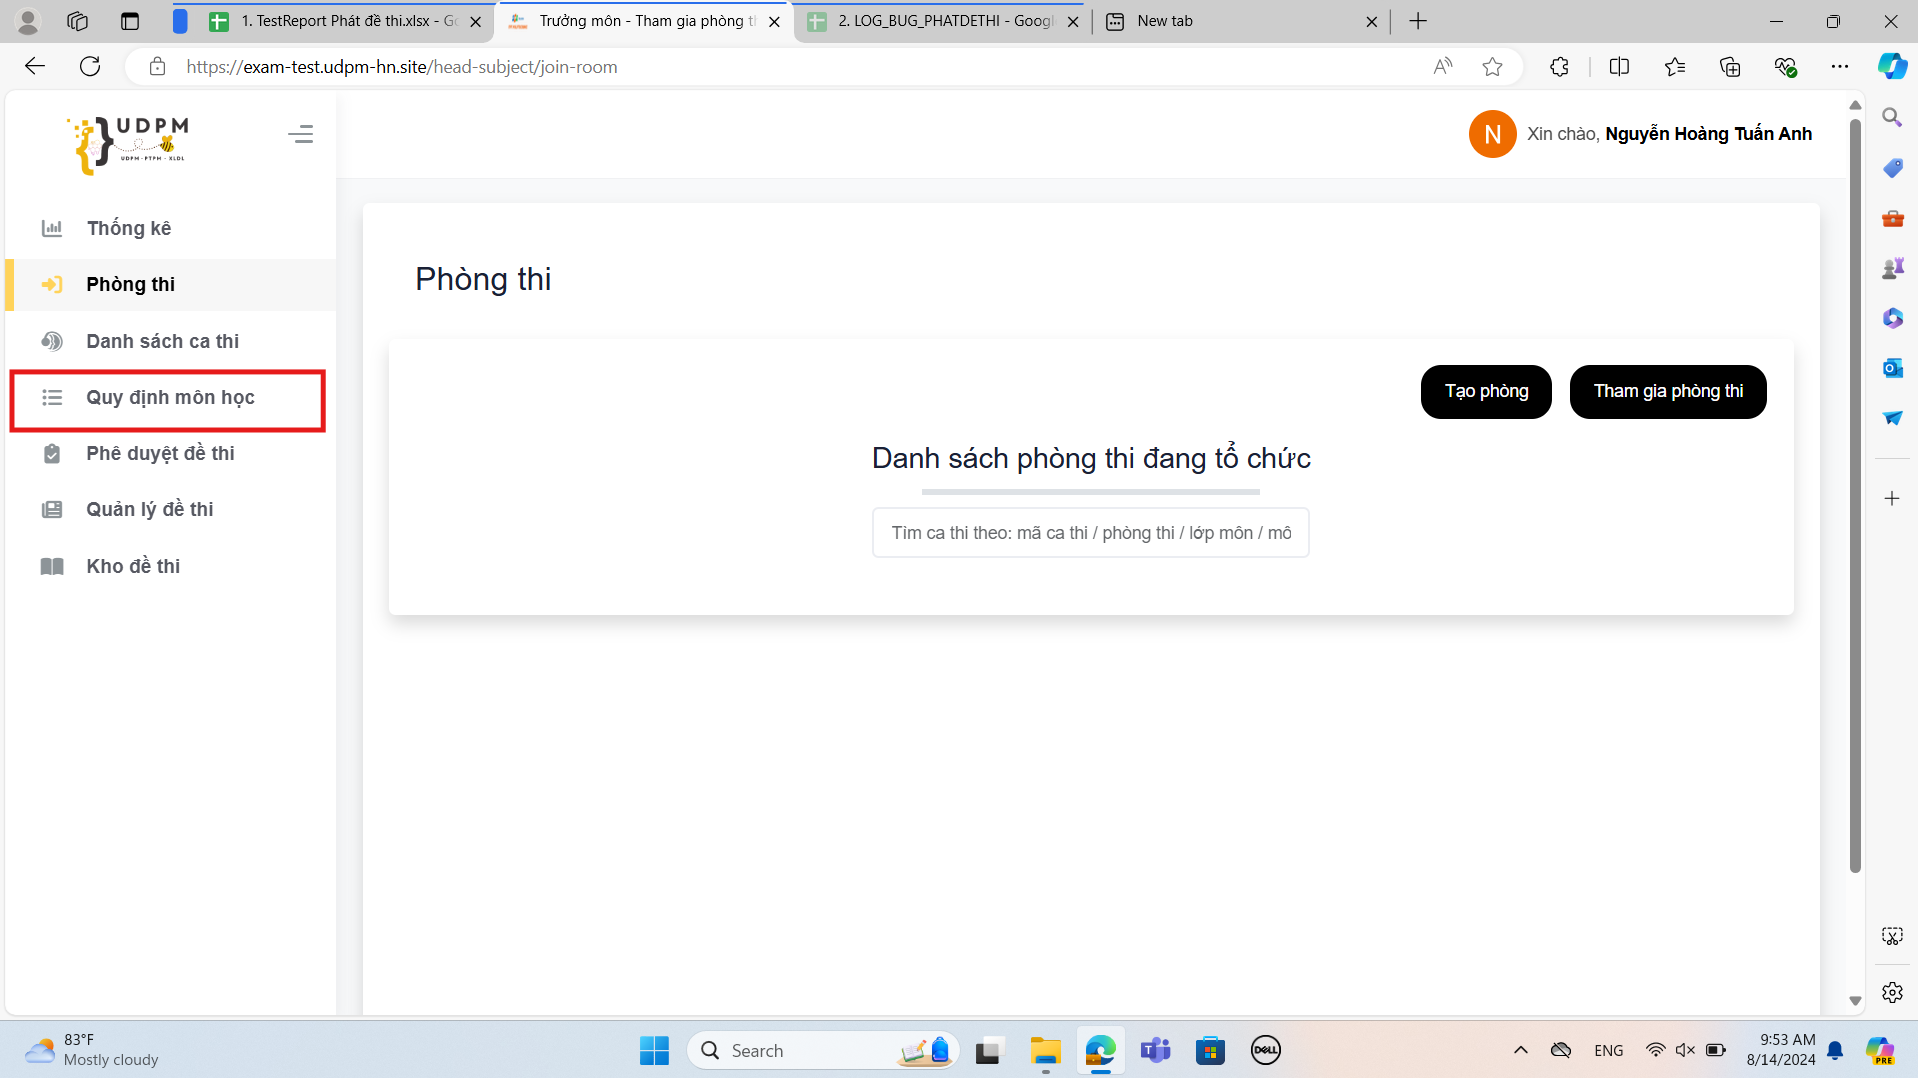 1. TestReport Phát đề thi.xlsx - Go
Trưởng môn - Tham gia phòng th
2. LOG_BUG_PHATDETHI - Google
New tab
https://exam-test.udpm-hn.site/head-subject/join-room
UDPM
UDPM - PTPM - XLDL
N
Xin chào, Nguyễn Hoàng Tuấn Anh
Thống kê
Phòng thi
Danh sách ca thi
Quy định môn học
Phê duyệt đề thi
Quản lý đề thi
Kho đề thi
Phòng thi
Tạo phòng
Tham gia phòng thi
Danh sách phòng thi đang tổ chức
Tìm ca thi theo: mã ca thi / phòng thi / lớp môn / mô
83°F
Mostly cloudy
Search
DELL
ENG
9:53 AM
8/14/2024
PRE